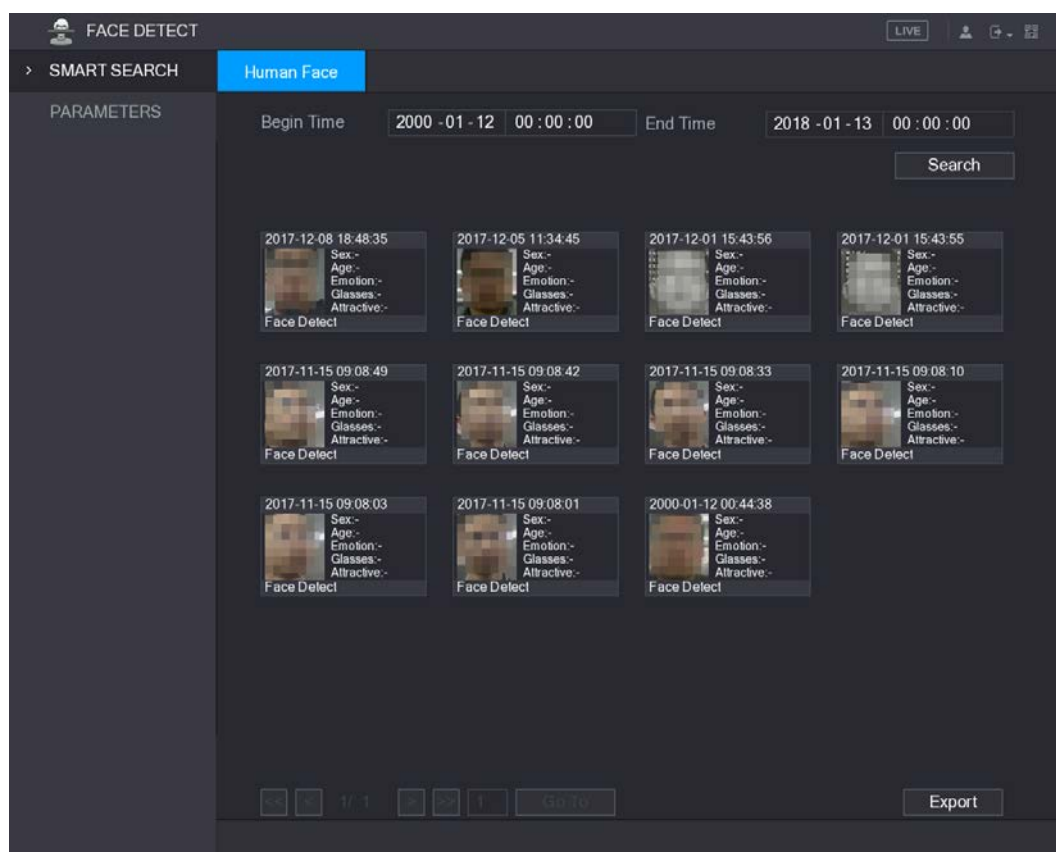 FACE DETECT
LIVE
> SMART SEARCH
Human Face
PARAMETERS
Begin Time 2000 -01 -12 00 : 00 : 00 End Time 2018 -01 -13 00 : 00 : 00
Search
2017-12-08 18:48:35
Sex:-
Age:-
Emotion:-
Glasses:-
Attractive:-
Face Detect
2017-12-05 11:34:45
Sex:-
Age:-
Emotion:-
Glasses:-
Attractive:-
Face Detect
2017-12-01 15:43:56
Sex:-
Age:-
Emotion:-
Glasses:-
Attractive:-
Face Detect
2017-12-01 15:43:55
Sex:-
Age:-
Emotion:-
Glasses:-
Attractive:-
Face Detect
2017-11-15 09:08:49
Sex:-
Age:-
Emotion:-
Glasses:-
Attractive:-
Face Detect
2017-11-15 09:08:42
Sex:-
Age:-
Emotion:-
Glasses:-
Attractive:-
Face Detect
2017-11-15 09:08:33
Sex:-
Age:-
Emotion:-
Glasses:-
Attractive:-
Face Detect
2017-11-15 09:08:10
Sex:-
Age:-
Emotion:-
Glasses:-
Attractive:-
Face Detect
2017-11-15 09:08:03
Sex:-
Age:-
Emotion:-
Glasses:-
Attractive:-
Face Detect
2017-11-15 09:08:01
Sex:-
Age:-
Emotion:-
Glasses:-
Attractive:-
Face Detect
2000-01-12 00:44:38
Sex:-
Age:-
Emotion:-
Glasses:-
Attractive:-
Face Detect
<< < 1/ 1 > >> 1 Go To
Export